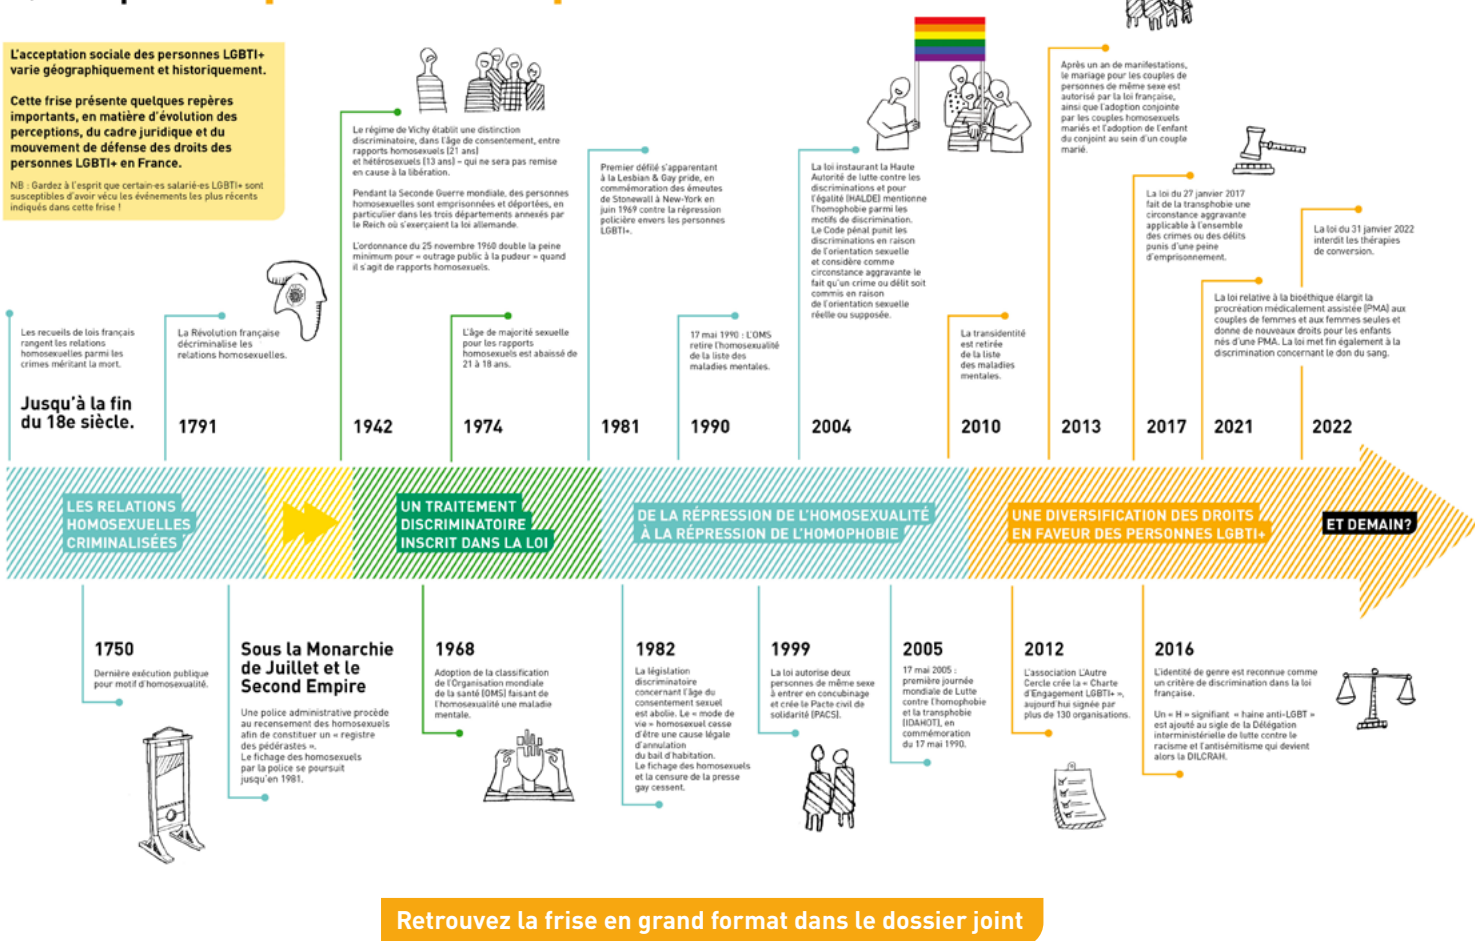 L'acceptation sociale des personnes LGBTI+
varie géographiquement et historiquement.
Cette frise présente quelques repères
importants, en matière d'évolution des
perceptions, du cadre juridique et du
mouvement de défense des droits des
personnes LGBTI+ en France.
NB : Gardez à l'esprit que certain·es salarié·es LGBTI+ sont
susceptibles d'avoir vécu les événements les plus récents
indiqués dans cette frise !
Les recueils de lois français
rangent les relations
homosexuelles parmi les
crimes méritant la mort.
Jusqu'à la fin
du 18e siècle.
La Révolution française
décriminalise les
relations homosexuelles.
1791
Le régime de Vichy établit une distinction
discriminatoire, dans l'âge de consentement, entre
rapports homosexuels (21 ans)
et hétérosexuels (13 ans) – qui ne sera pas remise
en cause à la libération.
Pendant la Seconde Guerre mondiale, des personnes
homosexuelles sont emprisonnées et déportées, en
particulier dans les trois départements annexés par
le Reich où s'exerçaient la loi allemande.
L'ordonnance du 25 novembre 1960 double la peine
minimum pour « outrage public à la pudeur » quand
il s'agit de rapports homosexuels.
1942
L'âge de majorité sexuelle
pour les rapports
homosexuels est abaissé de
21 à 18 ans.
1974
Premier défilé s'apparentant
à la Lesbian & Gay pride, en
commémoration des émeutes
de Stonewall à New-York en
juin 1969 contre la répression
policière envers les personnes
LGBTI+.
1981
17 mai 1990 : L'OMS
retire l'homosexualité
de la liste des
maladies mentales.
1990
La loi instaurant la Haute
Autorité de lutte contre les
discriminations et pour
l'égalité (HALDE) mentionne
l'homophobie parmi les
motifs de discrimination.
Le Code pénal punit les
discriminations en raison
de l'orientation sexuelle
et considère comme
circonstance aggravante le
fait qu'un crime ou délit soit
commis en raison
de l'orientation sexuelle
réelle ou supposée.
2004
La transidentité
est retirée
de la liste
des maladies
mentales.
2010
Après un an de manifestations,
le mariage pour les couples de
personnes de même sexe est
autorisé par la loi française,
ainsi que l'adoption conjointe
par les couples homosexuels
mariés et l'adoption de l'enfant
du conjoint au sein d'un couple
marié.
2013
La loi du 27 janvier 2017
fait de la transphobie une
circonstance aggravante
applicable à l'ensemble
des crimes ou des délits
punis d'une peine
d'emprisonnement.
2017
La loi relative à la bioéthique élargit la
procréation médicalement assistée (PMA) aux
couples de femmes et aux femmes seules et
donne de nouveaux droits pour les enfants
nés d'une PMA. La loi met fin également à la
discrimination concernant le don du sang.
2021
La loi du 31 janvier 2022
interdit les thérapies
de conversion.
2022
LES RELATIONS
HOMOSEXUELLES
CRIMINALISÉES
UN TRAITEMENT
DISCRIMINATOIRE
INSCRIT DANS LA LOI
DE LA RÉPRESSION DE L'HOMOSEXUALITÉ
À LA RÉPRESSION DE L'HOMOPHOBIE
UNE DIVERSIFICATION DES DROITS
EN FAVEUR DES PERSONNES LGBTI+
ET DEMAIN?
1750
Dernière exécution publique
pour motif d'homosexualité.
Sous la Monarchie
de Juillet et le
Second Empire
Une police administrative procède
au recensement des homosexuels
afin de constituer un « registre
des pédérastes ».
Le fichage des homosexuels
par la police se poursuit
jusqu'en 1981.
1968
Adoption de la classification
de l'Organisation mondiale
de la santé (OMS) faisant de
l'homosexualité une maladie
mentale.
1982
La législation
discriminatoire
concernant l'âge du
consentement sexuel
est abolie. Le « mode de
vie » homosexuel cesse
d'être une cause légale
d'annulation
du bail d'habitation.
Le fichage des homosexuels
et la censure de la presse
gay cessent.
1999
La loi autorise deux
personnes de même sexe
à entrer en concubinage
et crée le Pacte civil de
solidarité (PACS).
2005
17 mai 2005 :
première journée
mondiale de Lutte
contre l'homophobie
et la transphobie
(IDAHOT), en
commémoration
du 17 mai 1990.
2012
L'association L'Autre
Cercle crée la « Charte
d'Engagement LGBTI+ »,
aujourd'hui signée par
plus de 130 organisations.
2016
L'identité de genre est reconnue comme
un critère de discrimination dans la loi
française.
Un « H » signifiant « haine anti-LGBT »
est ajouté au sigle de la Délégation
interministérielle de lutte contre le
racisme et l'antisémitisme qui devient
alors la DILCRAH.
Retrouvez la frise en grand format dans le dossier joint